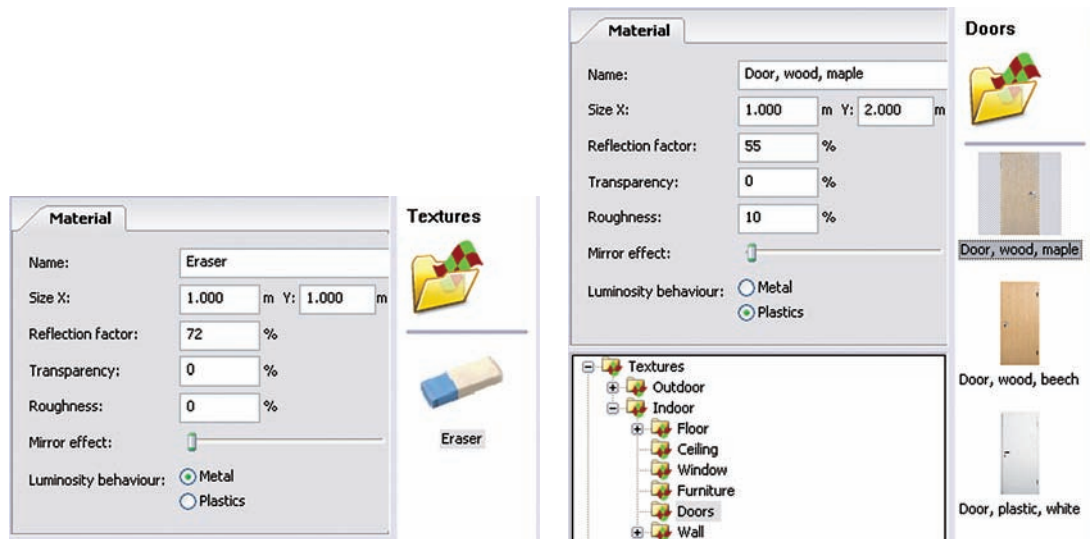 Material
Name: Eraser
Size X: 1.000 m Y: 1.000 m
Reflection factor: 72 %
Transparency: 0 %
Roughness: 0 %
Mirror effect:
Luminosity behaviour: Metal
Plastics
Textures
Eraser
Material
Name: Door, wood, maple
Size X: 1.000 m Y: 2.000 m
Reflection factor: 55 %
Transparency: 0 %
Roughness: 10 %
Mirror effect:
Luminosity behaviour: Metal
Plastics
Textures
Outdoor
Indoor
Floor
Ceiling
Window
Furniture
Doors
Wall
Doors
Door, wood, maple
Door, wood, beech
Door, plastic, white